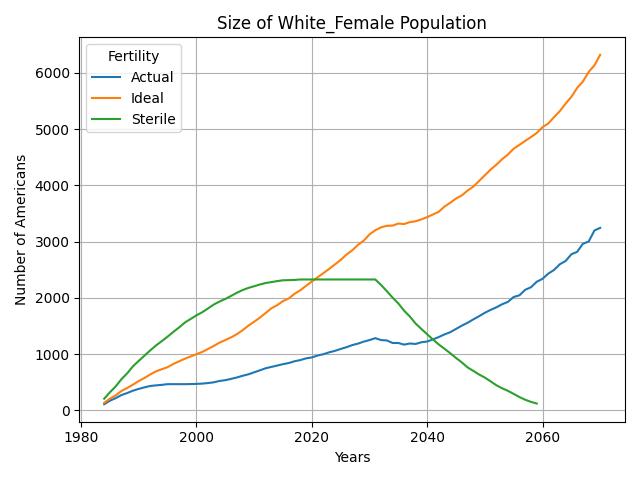 Size of White_Female Population
Fertility
Actual
Ideal
Sterile
Number of Americans
6000
5000
4000
3000
2000
1000
0
1980
2000
2020
2040
2060
Years